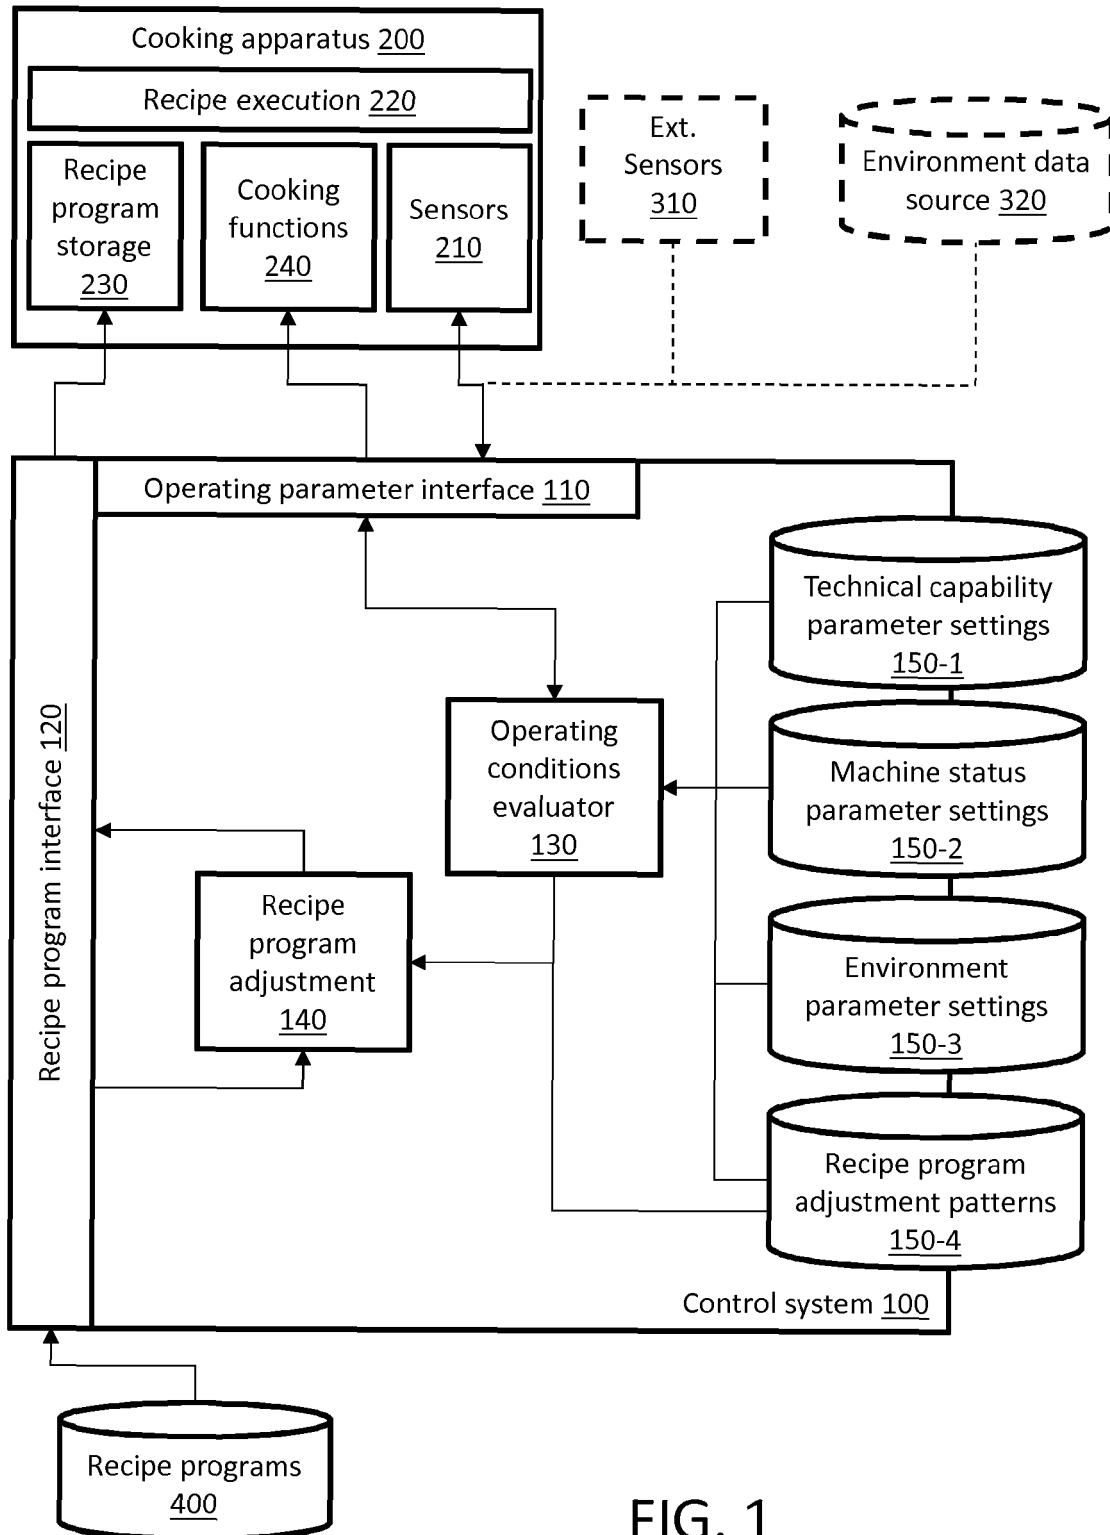 Cooking apparatus 200
Recipe execution 220
Recipe
program
storage
230
Cooking
functions
240
Sensors
210
Ext.
Sensors
310
Environment data
source 320
Operating parameter interface 110
Recipe program interface 120
Technical capability
parameter settings
150-1
Operating
conditions
evaluator
130
Machine status
parameter settings
150-2
Recipe
program
adjustment
140
Environment
parameter settings
150-3
Recipe program
adjustment patterns
150-4
Control system 100
Recipe programs
400
FIG. 1